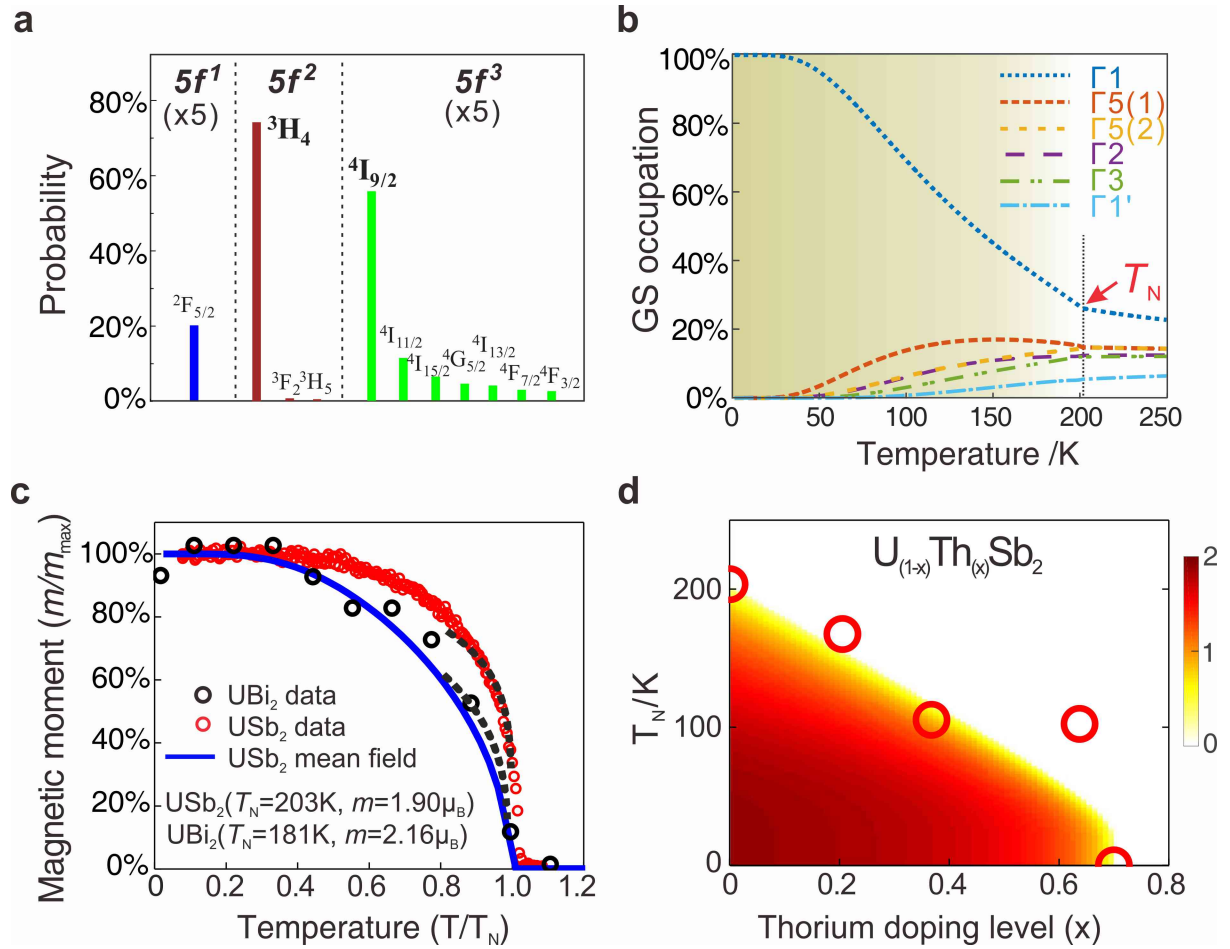 a
5f¹
(x5)
5f²
5f³
(x5)
80%
60%
40%
20%
0%
Probability
²F₅/₂
³H₄
³F₂
³H₅
⁴I₉/₂
⁴I₁₁/₂
⁴I₁₅/₂
⁴G₅/₂
⁴I₁₃/₂
⁴F₇/₂
⁴F₃/₂
b
100%
80%
60%
40%
20%
0%
GS occupation
Γ1
Γ5(1)
Γ5(2)
Γ2
Γ3
Γ1'
T_N
0 50 100 150 200 250
Temperature /K
c
100%
80%
60%
40%
20%
0%
Magnetic moment (m/m_max)
UBi₂ data
USb₂ data
USb₂ mean field
USb₂(T_N=203K, m=1.90μ_B)
UBi₂(T_N=181K, m=2.16μ_B)
0 0.2 0.4 0.6 0.8 1.0 1.2
Temperature (T/T_N)
d
U₍₁₋ₓ₎Th₍ₓ₎Sb₂
200
100
0
T_N/K
0 0.2 0.4 0.6 0.8
Thorium doping level (x)
2
1
0